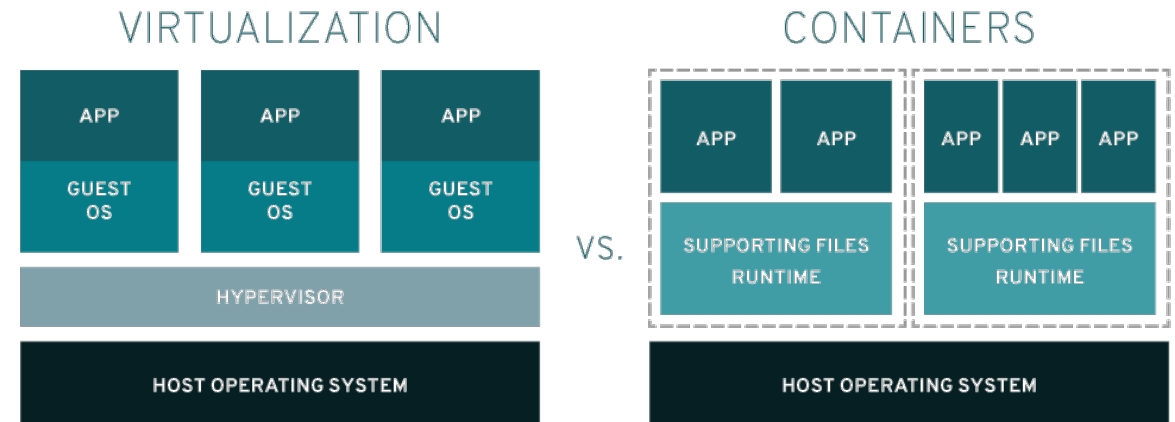 VIRTUALIZATION
APP
APP
APP
GUEST
OS
GUEST
OS
GUEST
OS
HYPERVISOR
HOST OPERATING SYSTEM
VS.
CONTAINERS
APP
APP
APP
APP
APP
SUPPORTING FILES
RUNTIME
SUPPORTING FILES
RUNTIME
HOST OPERATING SYSTEM